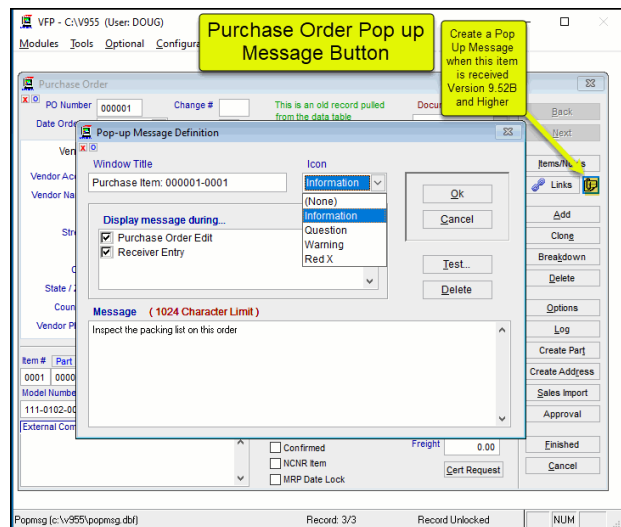 VFP - C:\V955 (User: DOUG)
Modules Tools Optional Configura
Purchase Order Pop up
Message Button
Create a Pop
Up Message
when this item
is received
Version 9.52B
and Higher
Purchase Order
PO Number 000001 Change # This is an old record pulled
from the data table
Docu
Date Orde
Back
Next
Pop-up Message Definition
Window Title
Icon
Purchase Item: 000001-0001
Information
(None)
Information
Question
Warning
Red X
Display message during...
Purchase Order Edit
Receiver Entry
Ok
Cancel
Test...
Delete
Message ( 1024 Character Limit )
Inspect the packing list on this order
Ven
Vendor Acc
Vendor Na
Stre
State / Z
Coun
Vendor Ph
Items/Notes
Links
Add
Clone
Breakdown
Delete
Options
Log
Create Part
Create Address
Sales Import
Approval
Finished
Cancel
Item # Part
0001 0000
Model Numbe
111-0102-00
External Com
Confirmed
NCNR Item
MRP Date Lock
Freight 0.00
Cert Request
Popmsg (c:\v955\popmsg.dbf) Record: 3/3 Record Unlocked NUM